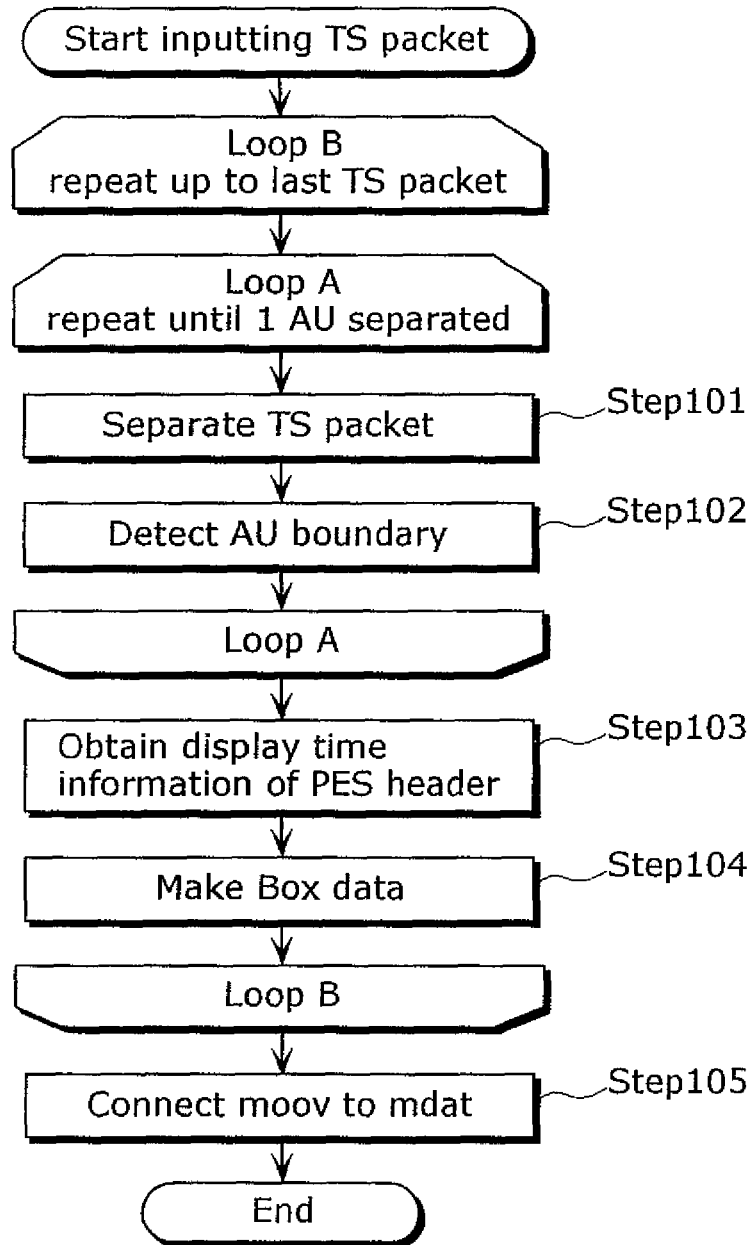 Start inputting TS packet
Loop B
repeat up to last TS packet
Loop A
repeat until 1 AU separated
Separate TS packet
Step101
Detect AU boundary
Step102
Loop A
Obtain display time
information of PES header
Step103
Make Box data
Step104
Loop B
Connect moov to mdat
Step105
End